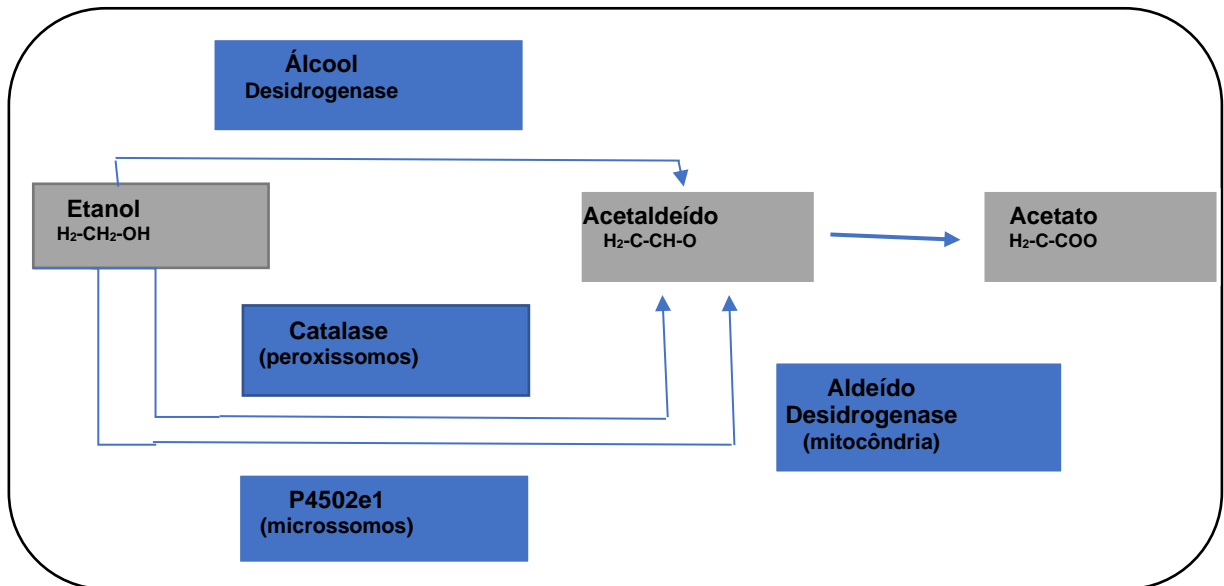 Álcool
Desidrogenase
Etanol
H₂-CH₂-OH
Acetaldeído
H₂-C-CH-O
Acetato
H₂-C-COO
Catalase
(peroxissomos)
Aldeído
Desidrogenase
(mitocôndria)
P4502e1
(microssomos)